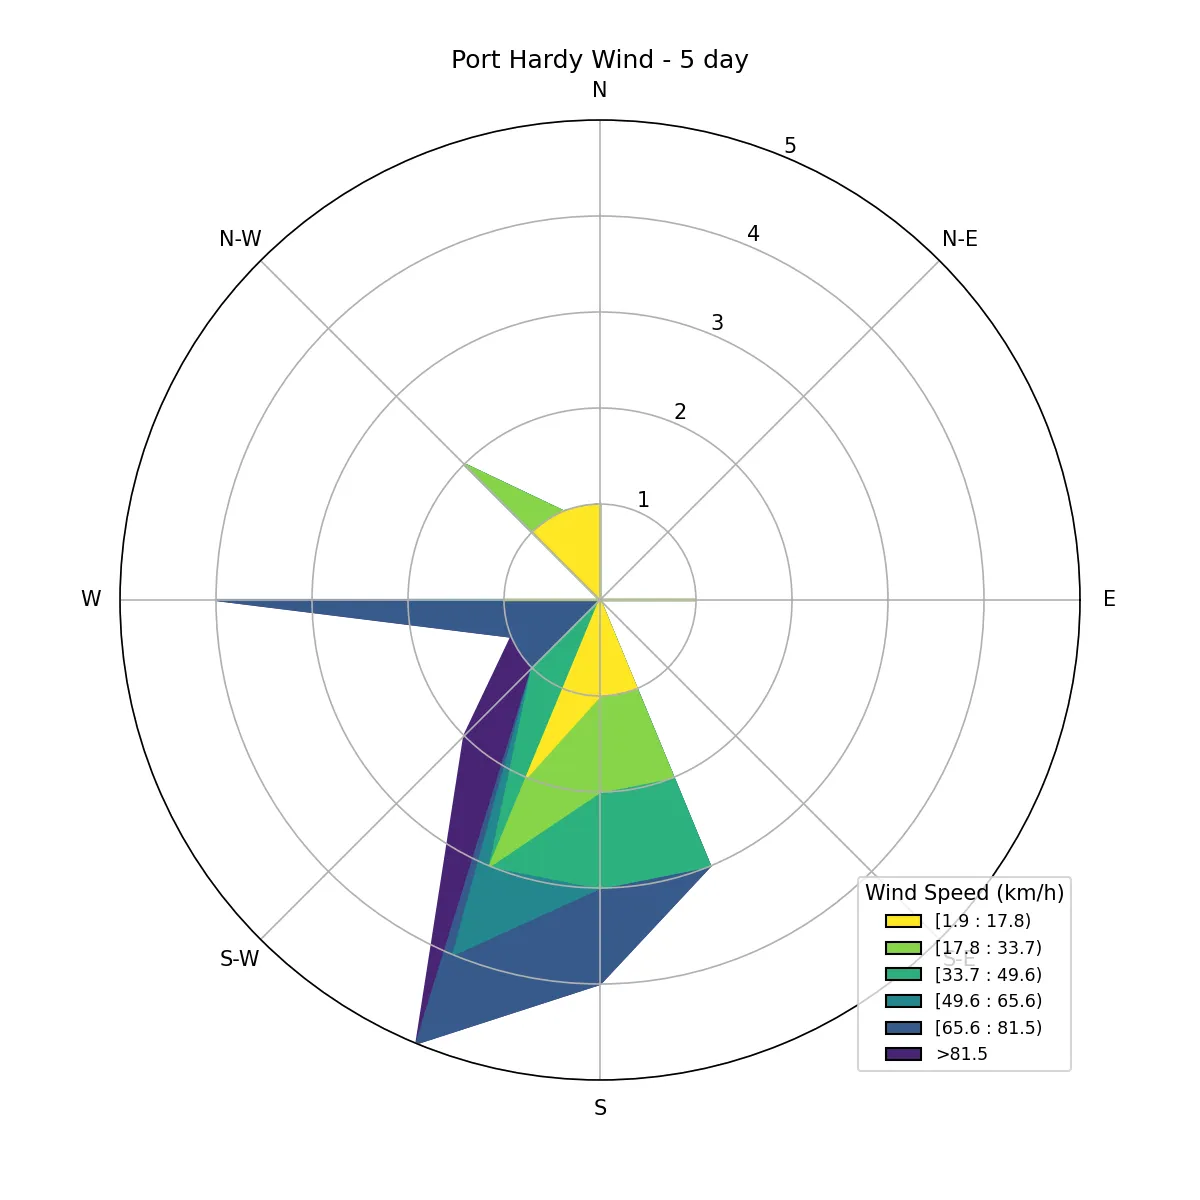 Port Hardy Wind - 5 day
N
5
N-W
4
N-E
3
2
1
W
E
S-W
S-E
S
Wind Speed (km/h)
[1.9 : 17.8)
[17.8 : 33.7)
[33.7 : 49.6)
[49.6 : 65.6)
[65.6 : 81.5)
>81.5